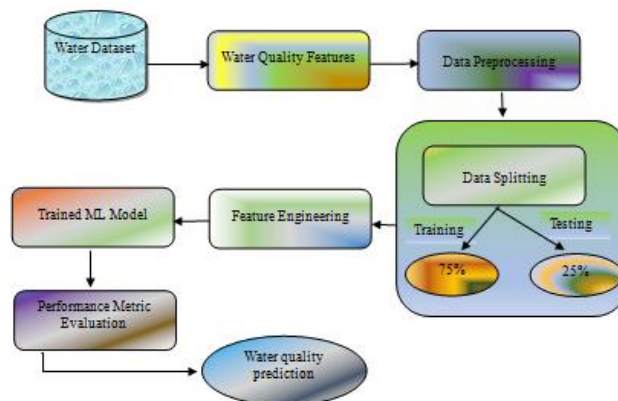 Water Dataset
Water Quality Features
Data Preprocessing
Data Splitting
Training
Testing
75%
25%
Feature Engineering
Trained ML Model
Performance Metric
Evaluation
Water quality
prediction